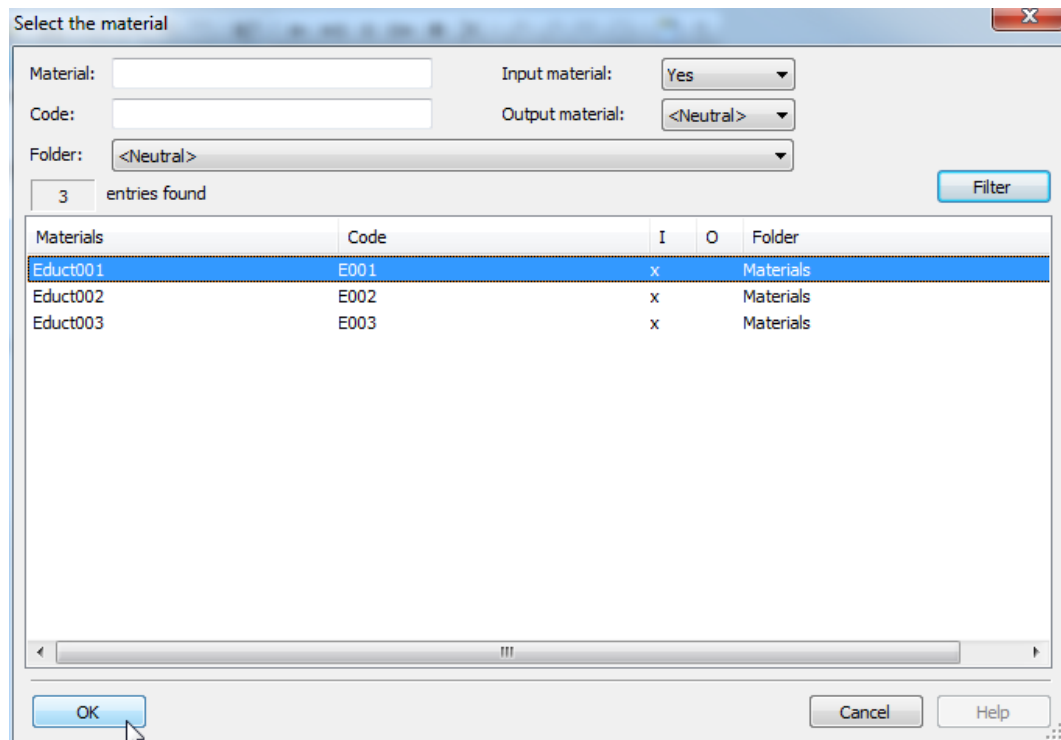 Select the material
Material: Input material: Yes
Code: Output material: <Neutral>
Folder: <Neutral>
3 entries found Filter
Materials Code I O Folder
Educt001 E001 x Materials
Educt002 E002 x Materials
Educt003 E003 x Materials
OK Cancel Help